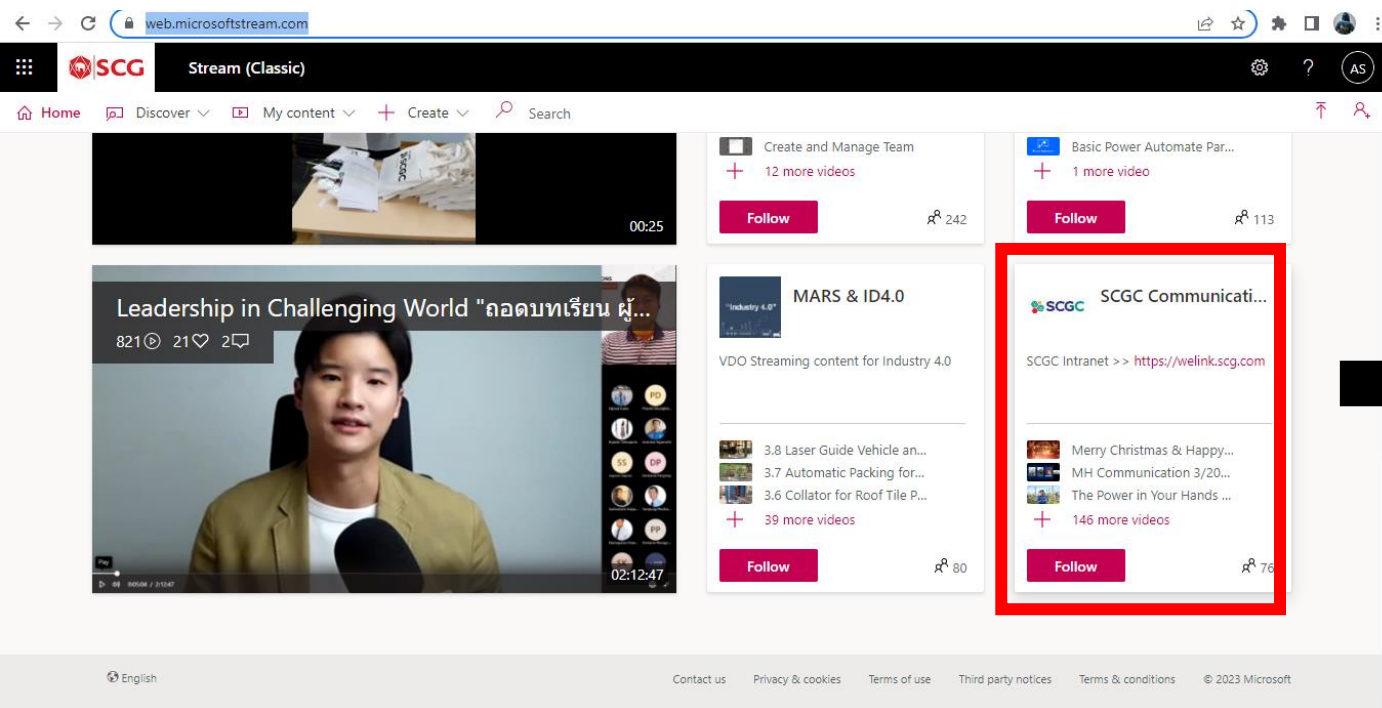 web.microsoftstream.com
SCG
Stream (Classic)
?
AS
Home
Discover
My content
Create
Search
SCGC
00:25
Create and Manage Team
12 more videos
Follow
242
Basic Power Automate Par...
1 more video
Follow
113
Leadership in Challenging World "ถอดบทเรียน ผู้...
821
21
2
PD
SS
DP
PP
Play
02:12:47
"Industry 4.0"
MARS & ID4.0
VDO Streaming content for Industry 4.0
3.8 Laser Guide Vehicle an...
3.7 Automatic Packing for...
3.6 Collator for Roof Tile P...
39 more videos
Follow
80
SCGC
SCGC Communicati...
SCGC Intranet >> https://welink.scg.com
Merry Christmas & Happy...
MH Communication 3/20...
The Power in Your Hands ...
146 more videos
Follow
76
English
Contact us
Privacy & cookies
Terms of use
Third party notices
Terms & conditions
© 2023 Microsoft